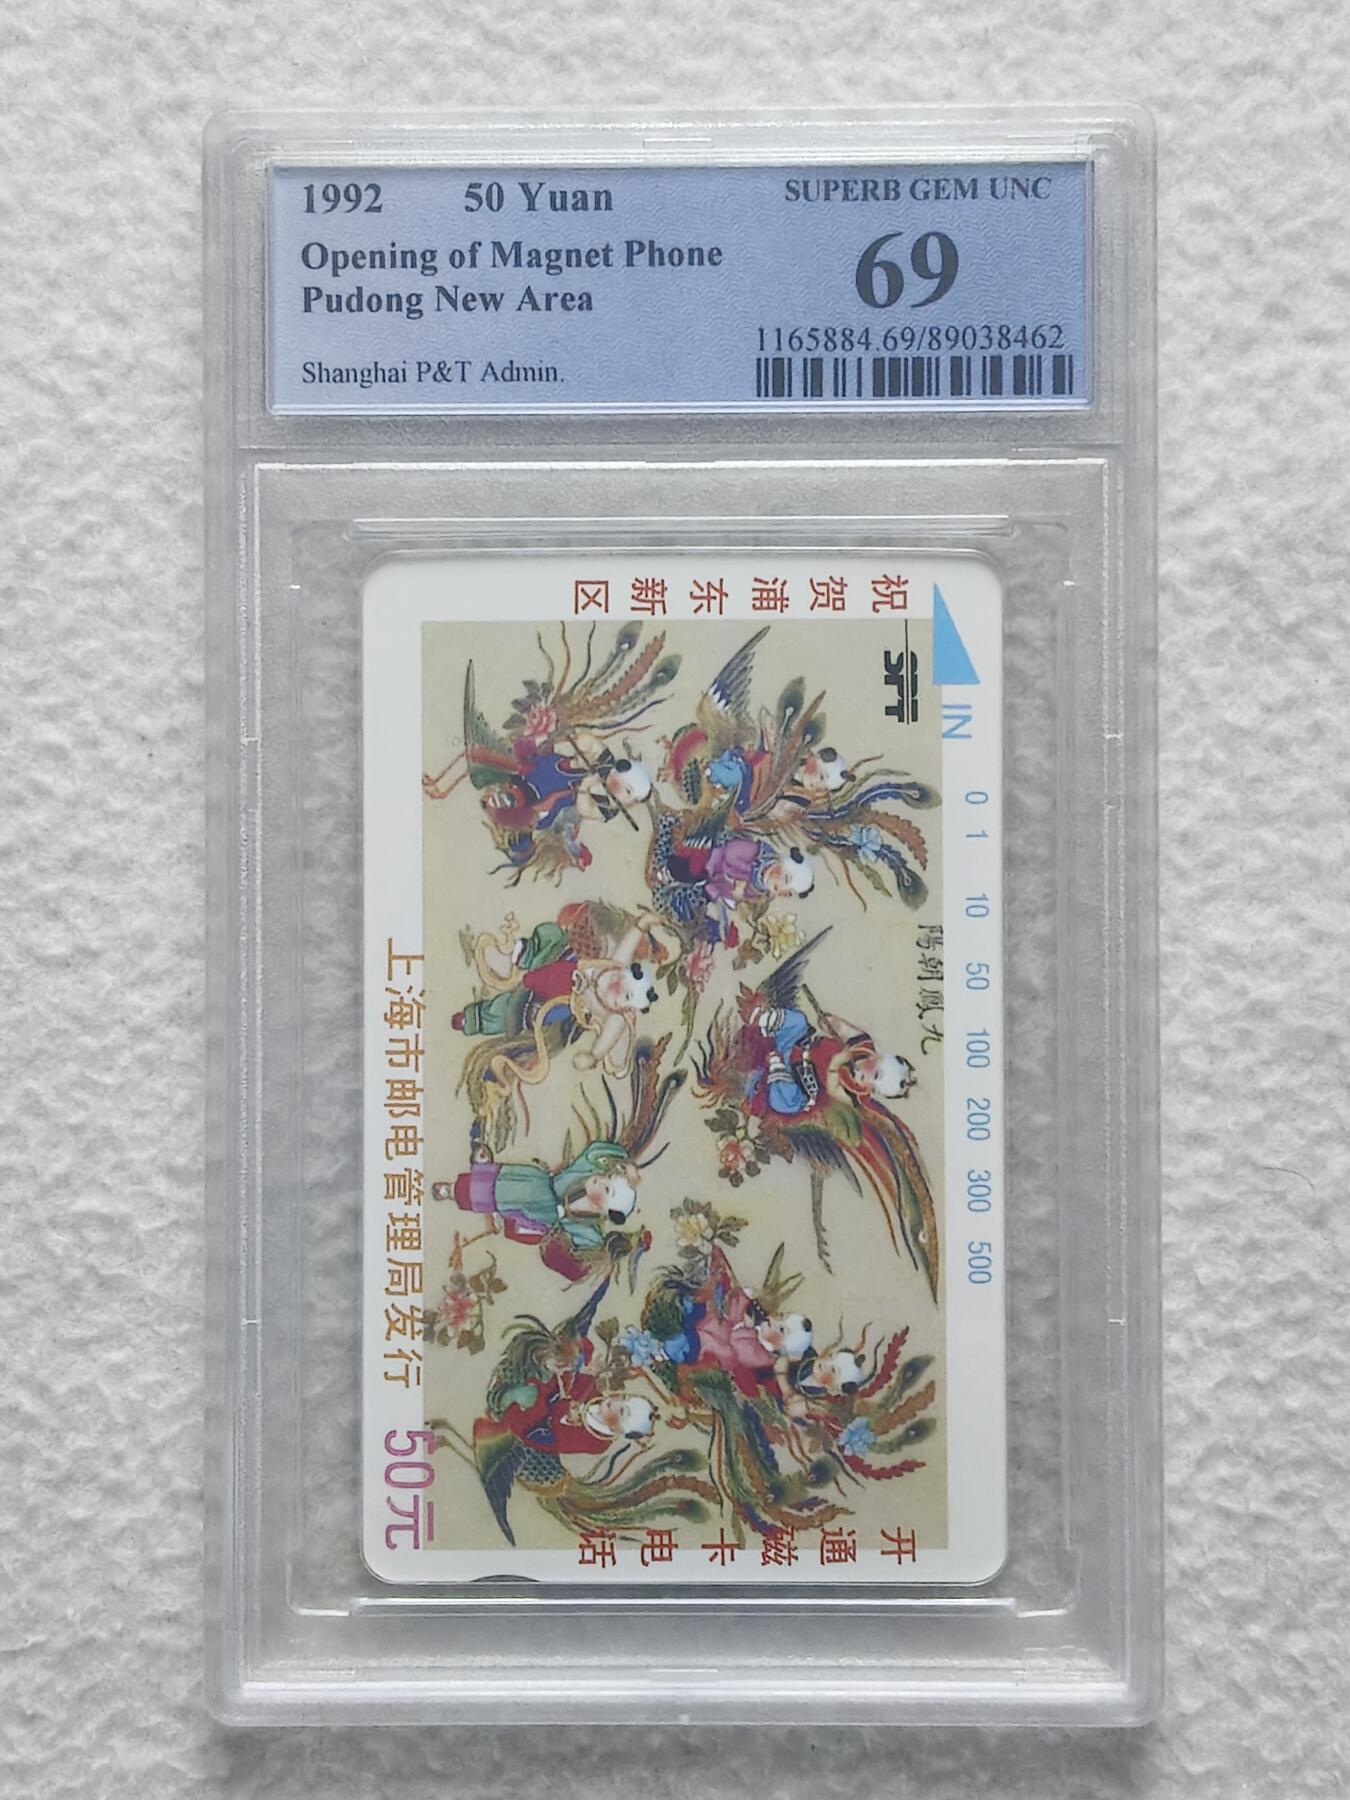 1992 50 Yuan
Opening of Magnet Phone
Pudong New Area
Shanghai P&T Admin.
SUPERB GEM UNC
69
1165884.69/89038462
祝贺浦东新区
SPT
IN 0 1 10 50 100 200 300 500
陽朝鳳九
开通磁卡电话
上海市邮电管理局发行 50元